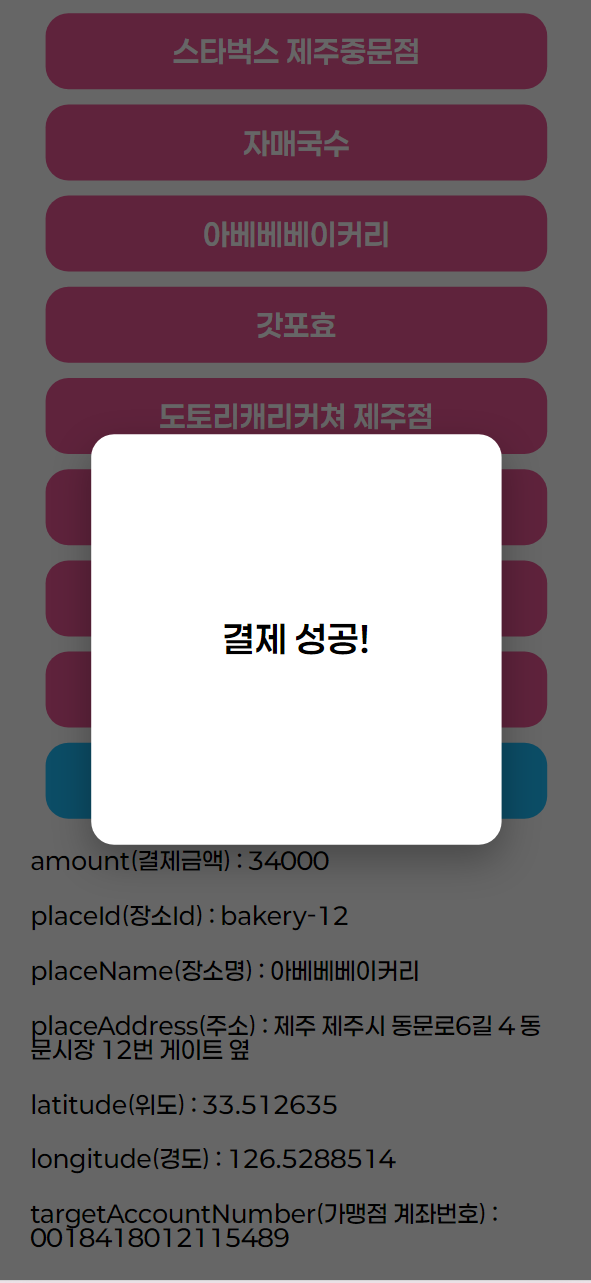 스타벅스 제주중문점
자매국수
아베베베이커리
갓포효
도토리캐리커쳐 제주점
결제 성공!
amount(결제금액) : 34000
placeId(장소Id) : bakery-12
placeName(장소명) : 아베베베이커리
placeAddress(주소) : 제주 제주시 동문로6길 4 동
문시장 12번 게이트 옆
latitude(위도) : 33.512635
longitude(경도) : 126.5288514
targetAccountNumber(가맹점 계좌번호) :
0018418012115489